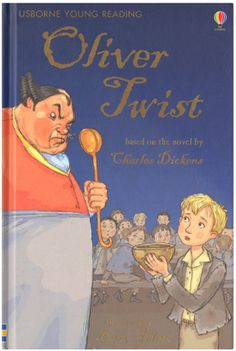 USBORNE YOUNG READING
Oliver
Twist
based on the novel by
Charles Dickens